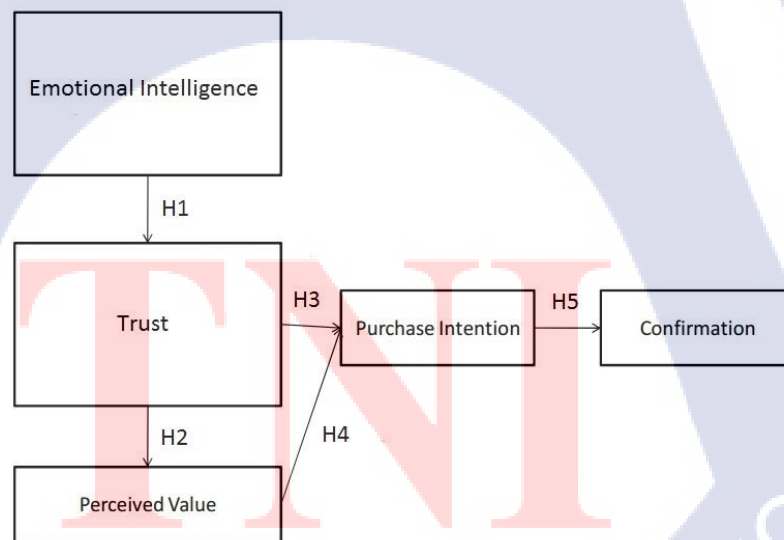 Emotional Intelligence
H1
Trust
H3
Purchase Intention
H5
Confirmation
H2
H4
Perceived Value
TNI